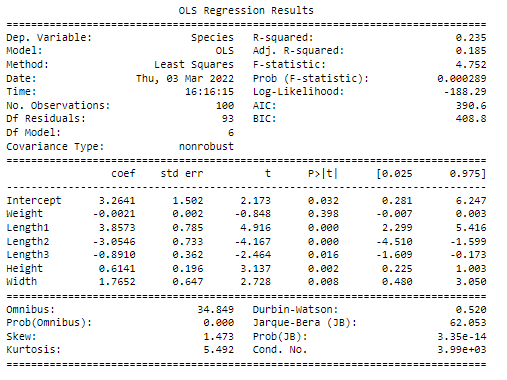 OLS Regression Results
==============================================================================
Dep. Variable:                Species   R-squared:                       0.235
Model:                            OLS   Adj. R-squared:                  0.185
Method:                 Least Squares   F-statistic:                     4.752
Date:                Thu, 03 Mar 2022   Prob (F-statistic):           0.000289
Time:                        16:16:15   Log-Likelihood:                -188.29
No. Observations:                 100   AIC:                             390.6
Df Residuals:                      93   BIC:                             408.8
Df Model:                           6
Covariance Type:            nonrobust
==============================================================================
                 coef    std err          t      P>|t|      [0.025      0.975]
------------------------------------------------------------------------------
Intercept      3.2641      1.502      2.173      0.032       0.281       6.247
Weight        -0.0021      0.002     -0.848      0.398      -0.007       0.003
Length1        3.8573      0.785      4.916      0.000       2.299       5.416
Length2       -3.0546      0.733     -4.167      0.000      -4.510      -1.599
Length3       -0.8910      0.362     -2.464      0.016      -1.609      -0.173
Height         0.6141      0.196      3.137      0.002       0.225       1.003
Width          1.7652      0.647      2.728      0.008       0.480       3.050
==============================================================================
Omnibus:                       34.849   Durbin-Watson:                   0.520
Prob(Omnibus):                  0.000   Jarque-Bera (JB):               62.053
Skew:                           1.473   Prob(JB):                     3.35e-14
Kurtosis:                       5.492   Cond. No.                     3.99e+03
==============================================================================